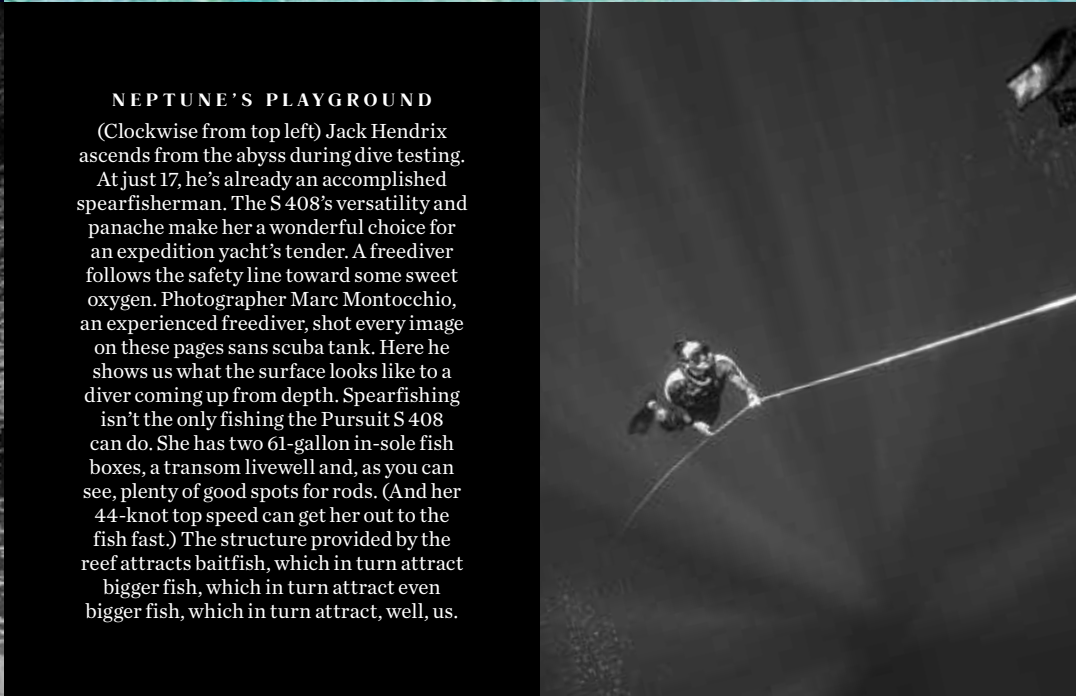 NEPTUNE’S PLAYGROUND
(Clockwise from top left) Jack Hendrix
ascends from the abyss during dive testing.
At just 17, he’s already an accomplished
spearfisherman. The S 408’s versatility and
panache make her a wonderful choice for
an expedition yacht’s tender. A freediver
follows the safety line toward some sweet
oxygen. Photographer Marc Montocchio,
an experienced freediver, shot every image
on these pages sans scuba tank. Here he
shows us what the surface looks like to a
diver coming up from depth. Spearfishing
isn’t the only fishing the Pursuit S 408
can do. She has two 61-gallon in-sole fish
boxes, a transom livewell and, as you can
see, plenty of good spots for rods. (And her
44-knot top speed can get her out to the
fish fast.) The structure provided by the
reef attracts baitfish, which in turn attract
bigger fish, which in turn attract even
bigger fish, which in turn attract, well, us.